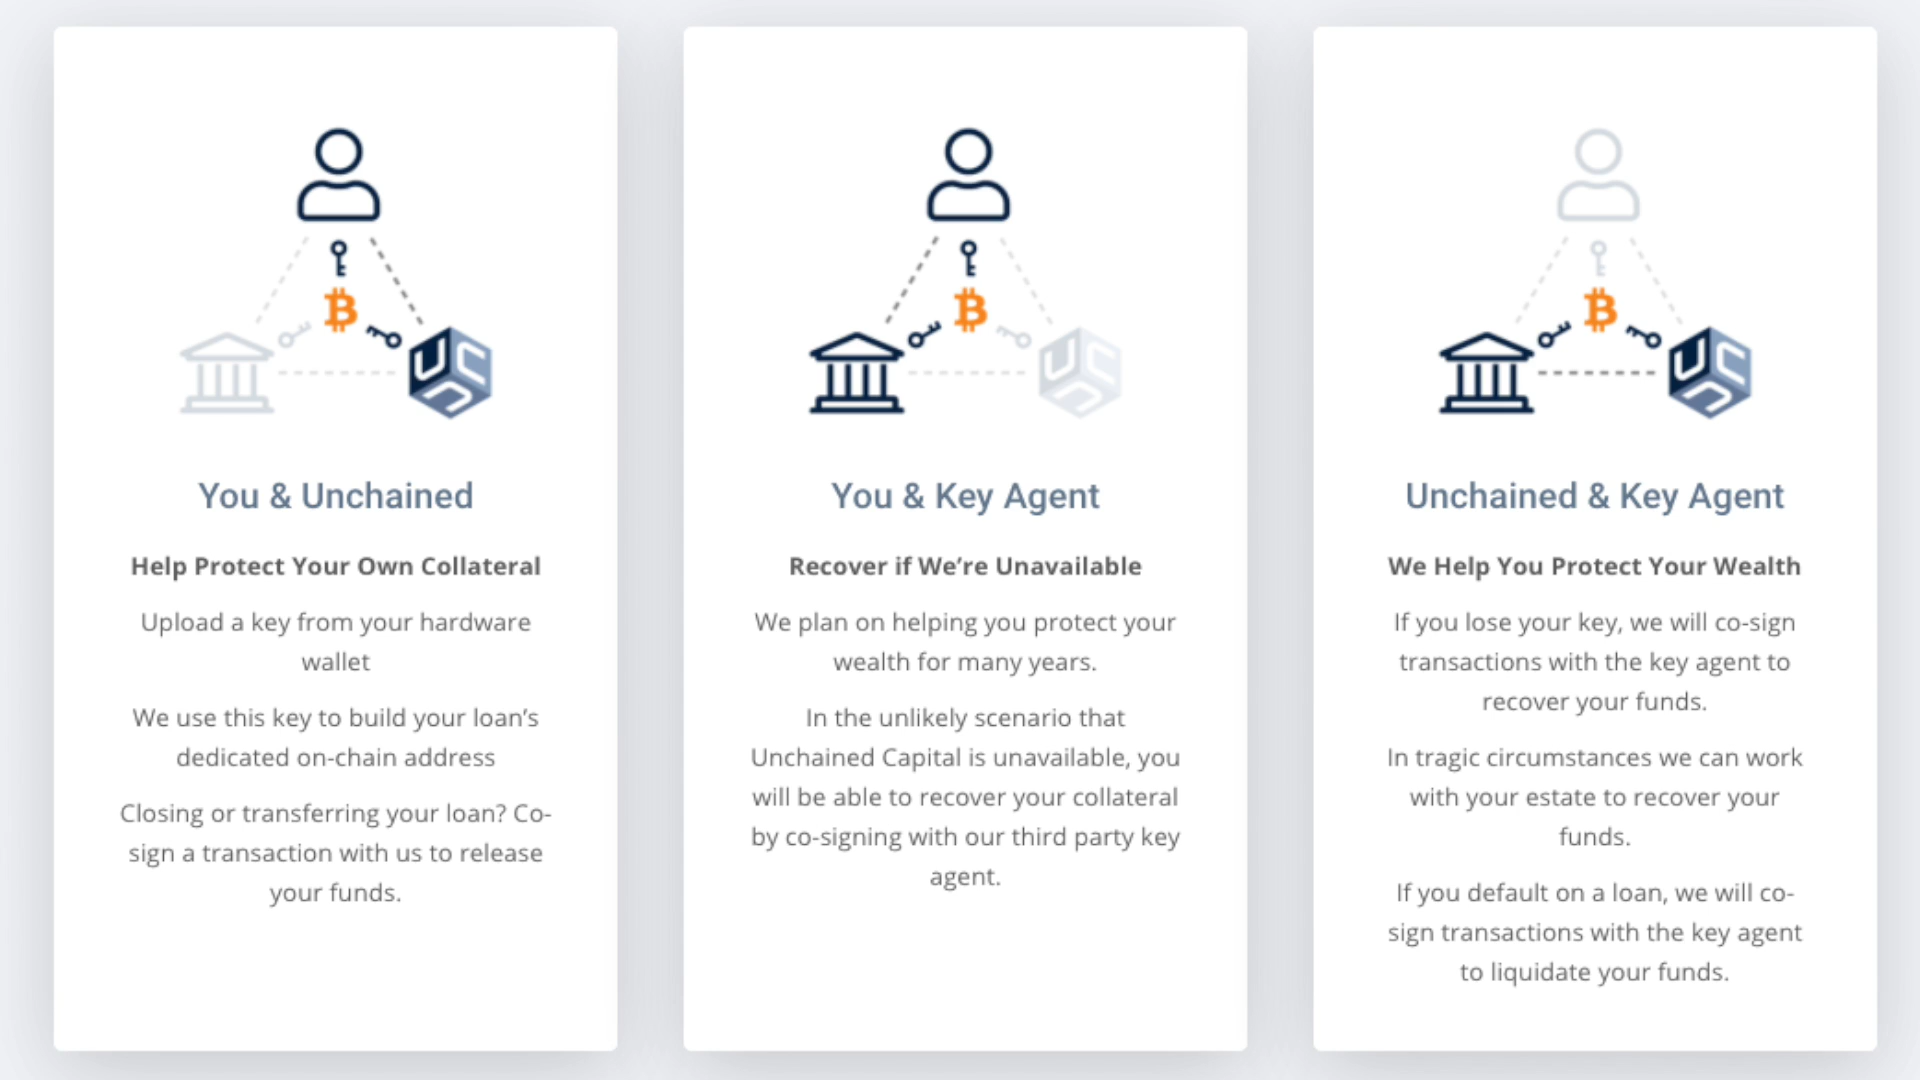 You & Unchained
Help Protect Your Own Collateral
Upload a key from your hardware
wallet
We use this key to build your loan’s
dedicated on-chain address
Closing or transferring your loan? Co-
sign a transaction with us to release
your funds.
You & Key Agent
Recover if We’re Unavailable
We plan on helping you protect your
wealth for many years.
In the unlikely scenario that
Unchained Capital is unavailable, you
will be able to recover your collateral
by co-signing with our third party key
agent.
Unchained & Key Agent
We Help You Protect Your Wealth
If you lose your key, we will co-sign
transactions with the key agent to
recover your funds.
In tragic circumstances we can work
with your estate to recover your
funds.
If you default on a loan, we will co-
sign transactions with the key agent
to liquidate your funds.